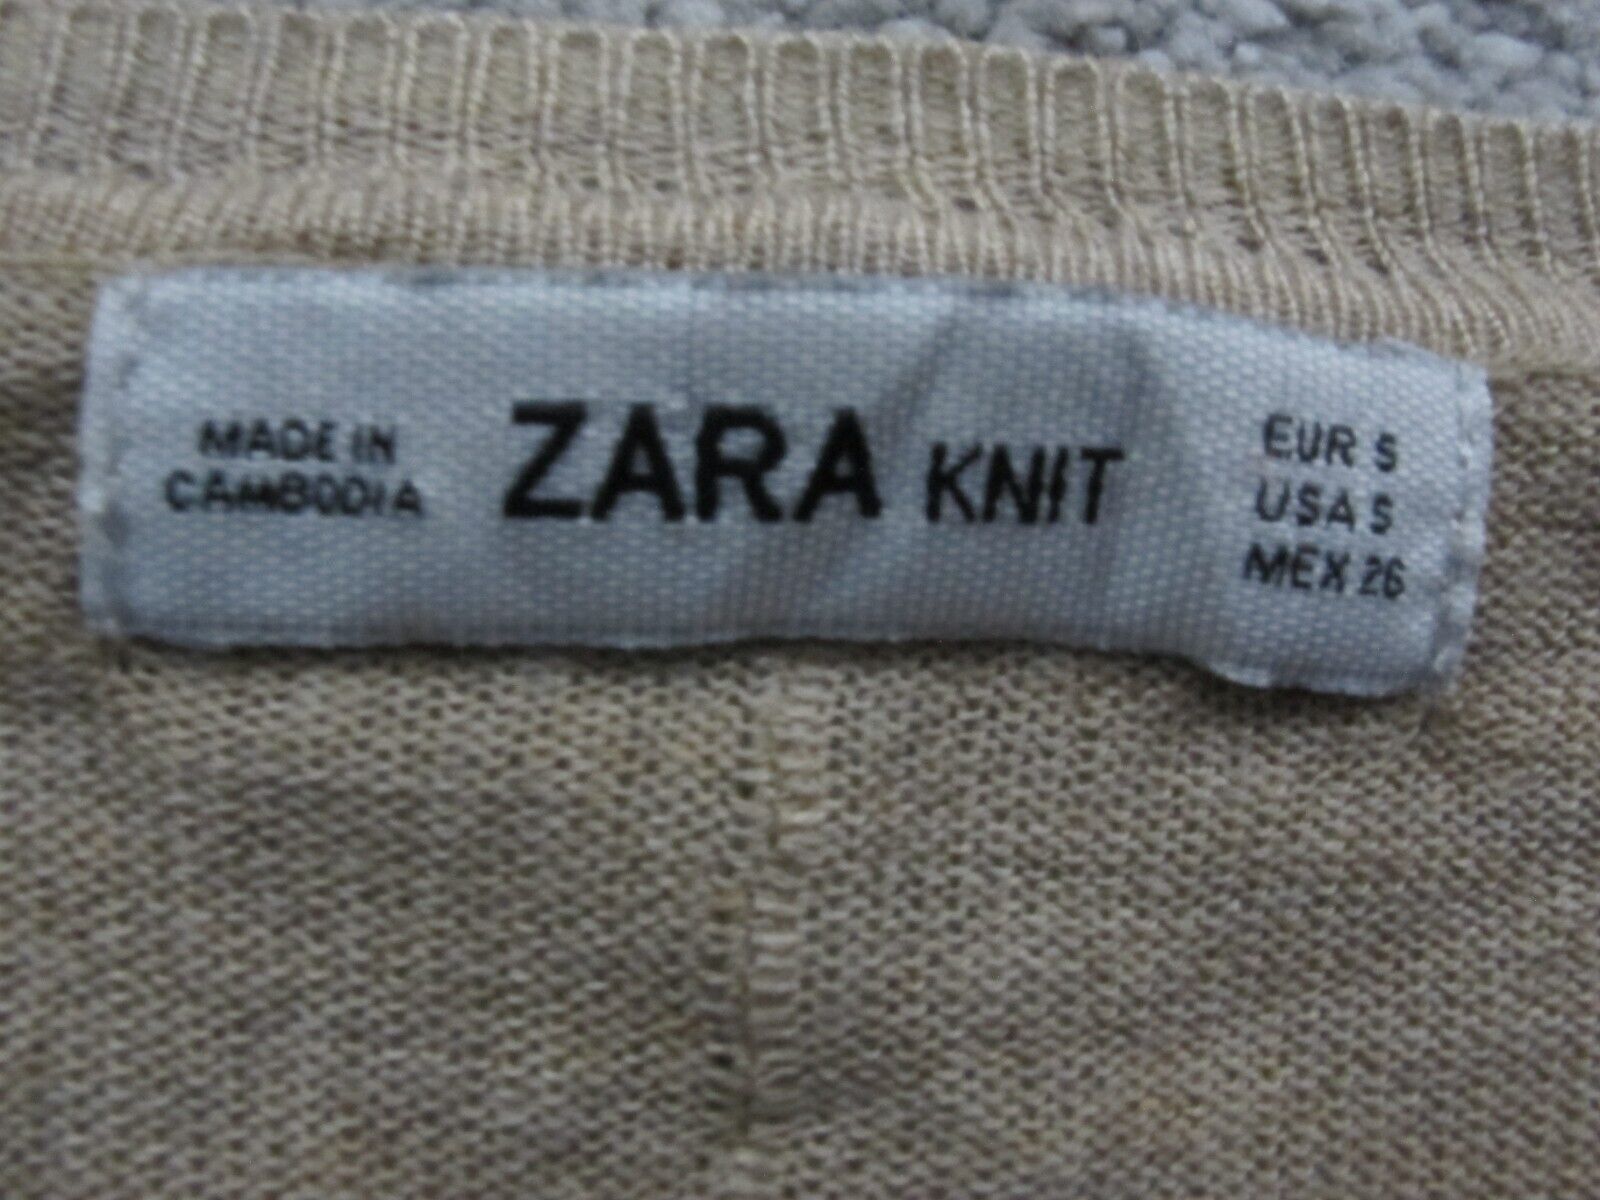 MADE IN
CAMBODIA
ZARA KNIT
EUR S
USA S
MEX 26